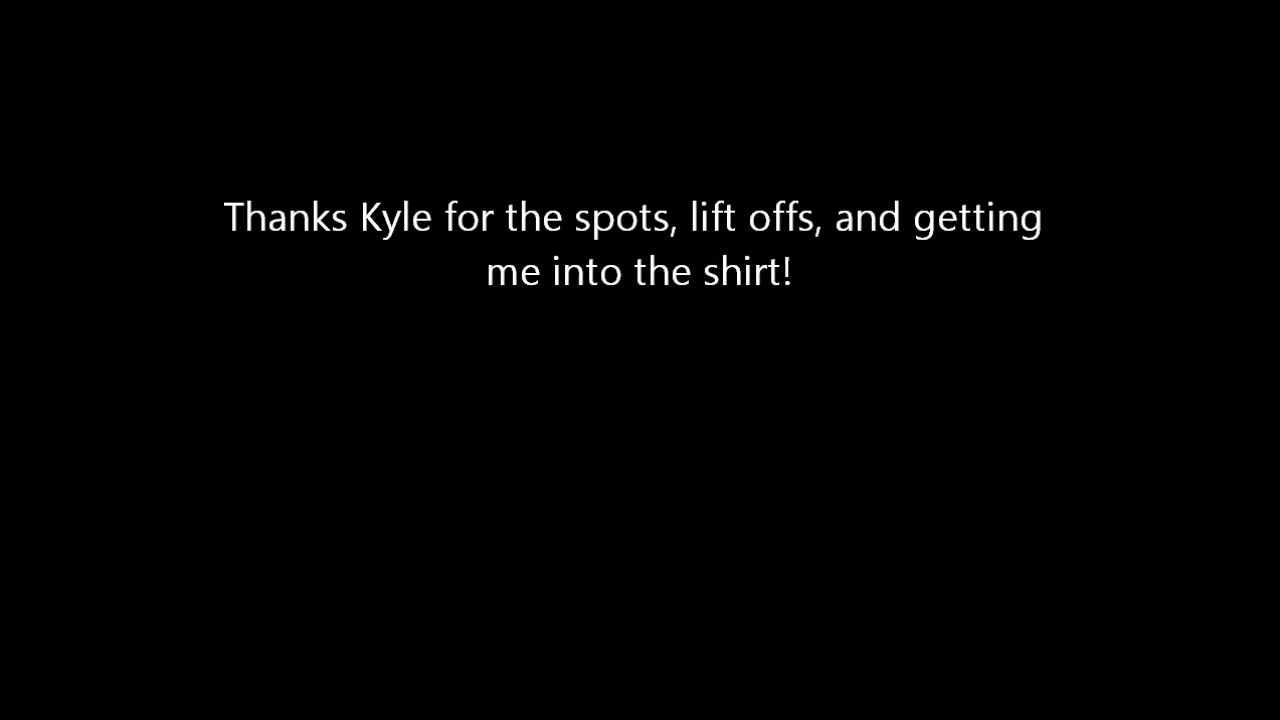 Thanks Kyle for the spots, lift offs, and getting
me into the shirt!